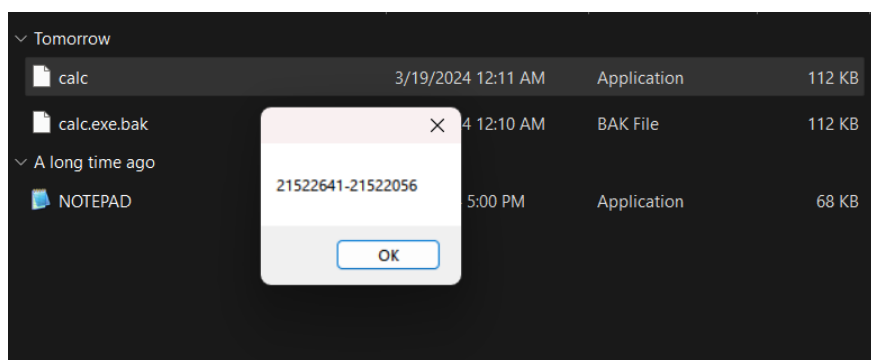 Tomorrow
calc 3/19/2024 12:11 AM Application 112 KB
calc.exe.bak 4 12:10 AM BAK File 112 KB
A long time ago
21522641-21522056
NOTEPAD 5:00 PM Application 68 KB
OK